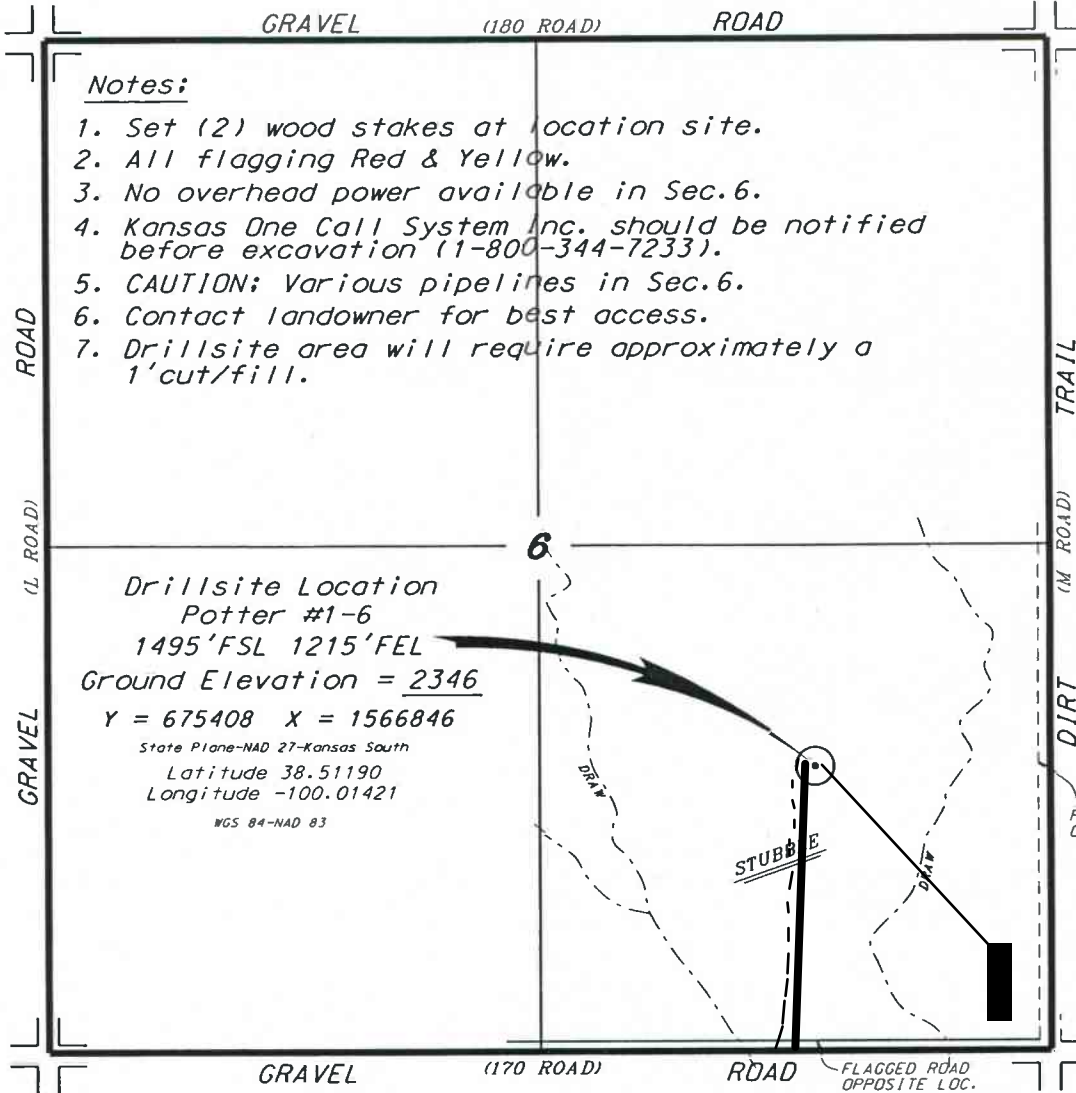 GRAVEL (180 ROAD) ROAD
Notes:
1. Set (2) wood stakes at location site.
2. All flagging Red & Yellow.
3. No overhead power available in Sec.6.
4. Kansas One Call System Inc. should be notified
before excavation (1-800-344-7233).
5. CAUTION: Various pipelines in Sec.6.
6. Contact landowner for best access.
7. Drillsite area will require approximately a
1'cut/fill.
GRAVEL (L ROAD) ROAD
DIRT (M ROAD) TRAIL
6
Drillsite Location
Potter #1-6
1495'FSL 1215'FEL
Ground Elevation = 2346
Y = 675408 X = 1566846
State Plane-NAD 27-Kansas South
Latitude 38.51190
Longitude -100.01421
WGS 84-NAD 83
DRAW
STUBBLE
DRAW
GRAVEL (170 ROAD) ROAD
FLAGGED ROAD
OPPOSITE LOC.